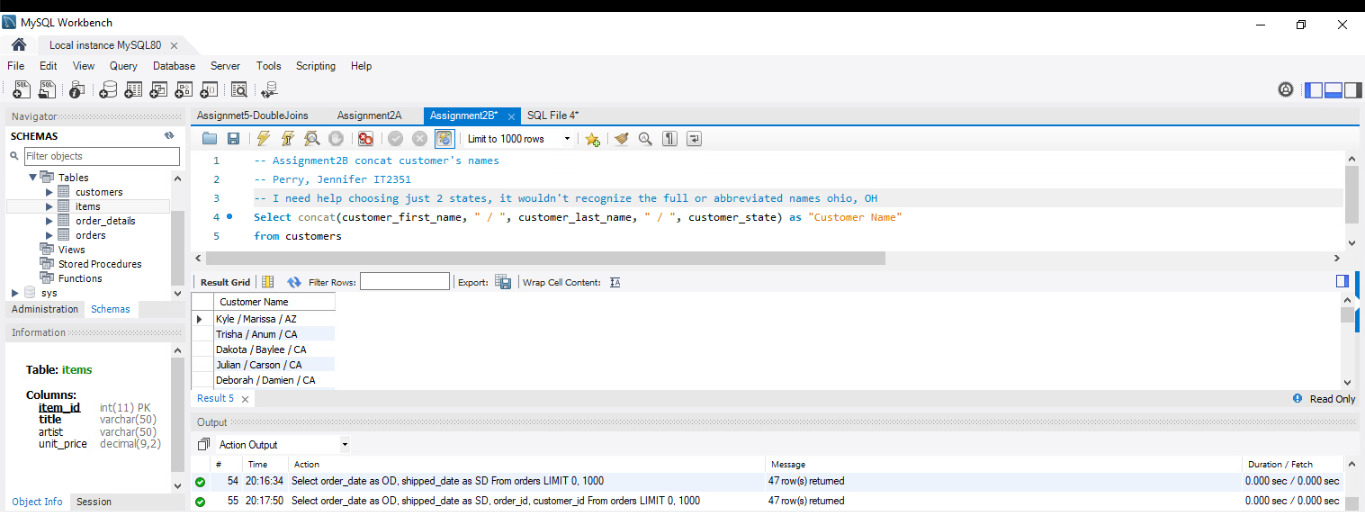 MySQL Workbench
Local instance MySQL80
File Edit View Query Database Server Tools Scripting Help
Navigator
Assignmet5-DoubleJoins Assignment2A Assignment2B* SQL File 4*
SCHEMAS
Limit to 1000 rows
Filter objects
1 -- Assignment2B concat customer's names
Tables
2 -- Perry, Jennifer IT2351
customers
3 -- I need help choosing just 2 states, it wouldn't recognize the full or abbreviated names ohio, OH
items
4 Select concat(customer_first_name, " / ", customer_last_name, " / ", customer_state) as "Customer Name"
order_details
5 from customers
orders
Views
Stored Procedures
Functions
sys
Result Grid Filter Rows: Export: Wrap Cell Content:
Administration Schemas
Customer Name
Kyle / Marissa / AZ
Trisha / Anum / CA
Dakota / Baylee / CA
Julian / Carson / CA
Deborah / Damien / CA
Information
Table: items
Columns:
item_id int(11) PK
title varchar(50)
artist varchar(50)
unit_price decimal(9,2)
Result 5 Read Only
Output
Action Output
# Time Action Message Duration / Fetch
54 20:16:34 Select order_date as OD, shipped_date as SD From orders LIMIT 0, 1000 47 row(s) returned 0.000 sec / 0.000 sec
55 20:17:50 Select order_date as OD, shipped_date as SD, order_id, customer_id From orders LIMIT 0, 1000 47 row(s) returned 0.000 sec / 0.000 sec
Object Info Session